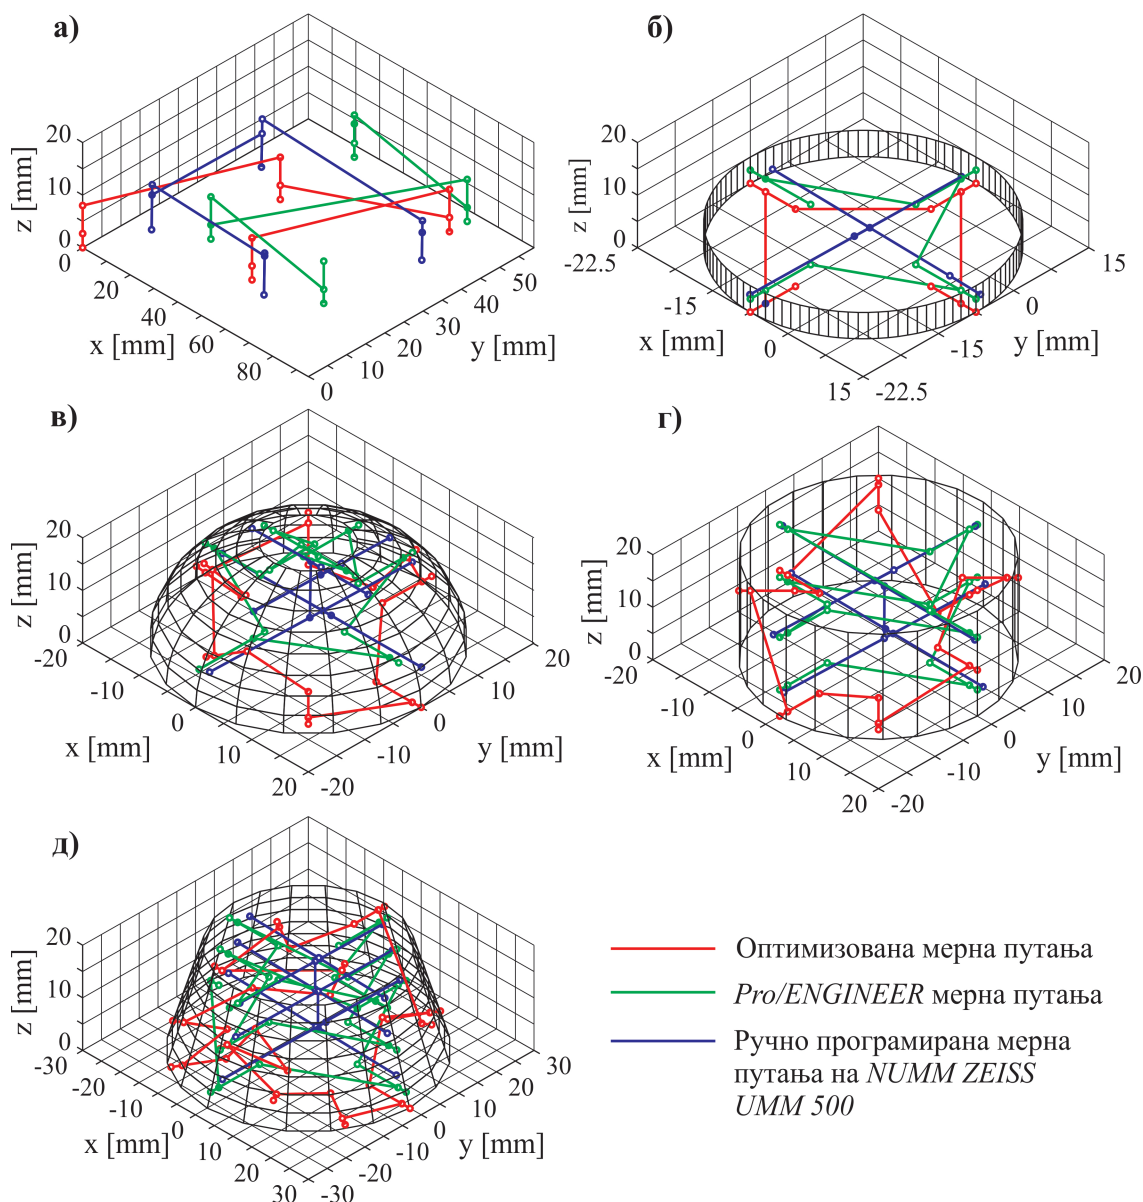 а)
20
10
0
z [mm]
0
20
40
60
80
x [mm]
0
10
20
30
40
50
y [mm]
б)
20
10
0
z [mm]
-22.5
-15
0
15
x [mm]
-22.5
-15
0
15
y [mm]
в)
20
10
0
z [mm]
-20
-10
0
10
20
x [mm]
-20
-10
0
10
20
y [mm]
г)
20
10
0
z [mm]
-20
-10
0
10
20
x [mm]
-20
-10
0
10
20
y [mm]
д)
20
10
0
z [mm]
-30
-20
-10
0
10
20
30
x [mm]
-30
-20
-10
0
10
20
30
y [mm]
Оптимизована мерна путања
Pro/ENGINEER мерна путања
Ручно програмирана мерна
путања на NUMM ZEISS
UMM 500